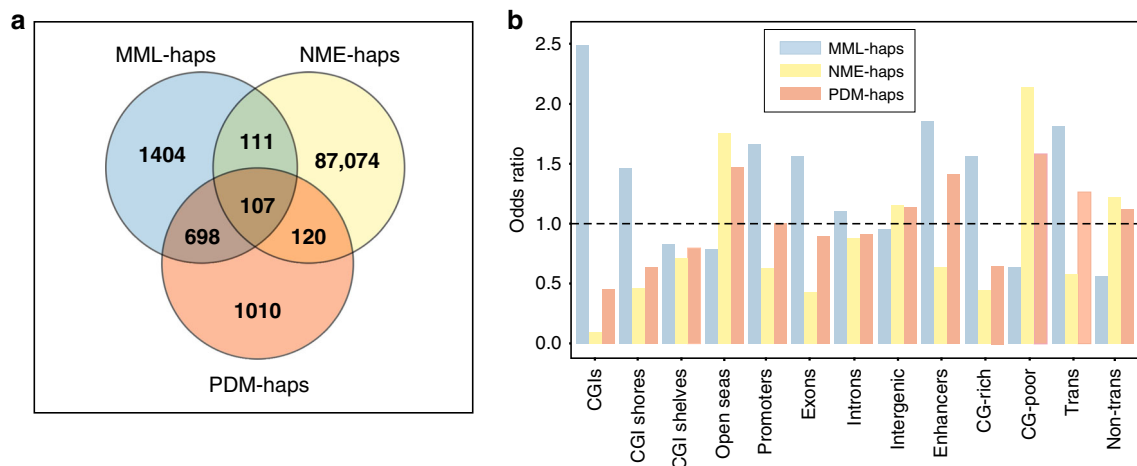 a
MML-haps
NME-haps
1404
111
87,074
107
698
120
1010
PDM-haps
b
Odds ratio
2.5
2.0
1.5
1.0
0.5
0.0
MML-haps
NME-haps
PDM-haps
CGIs
CGI shores
CGI shelves
Open seas
Promoters
Exons
Introns
Intergenic
Enhancers
CG-rich
CG-poor
Trans
Non-trans